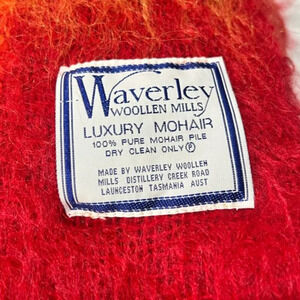 Waverley
WOOLLEN MILLS
LUXURY MOHAIR
100% PURE MOHAIR PILE
DRY CLEAN ONLY Ⓟ
MADE BY WAVERLEY WOOLLEN
MILLS DISTILLERY CREEK ROAD
LAUNCESTON TASMANIA AUST